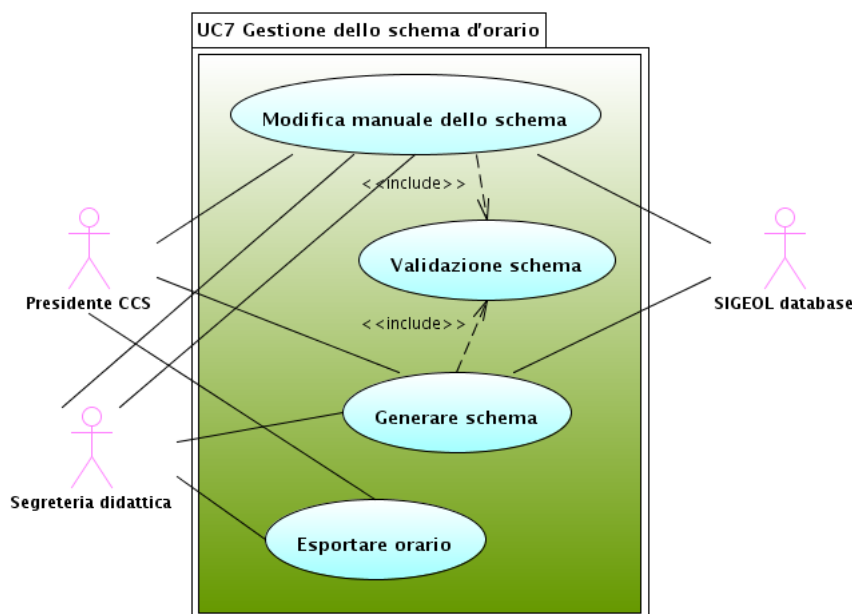 UC7 Gestione dello schema d'orario
Modifica manuale dello schema
<<include>>
Validazione schema
Presidente CCS
SIGEOL database
<<include>>
Generare schema
Segreteria didattica
Esportare orario